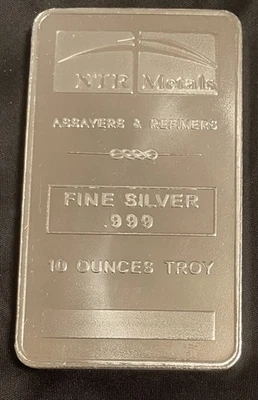 NTR Metals
ASSAYERS & REFINERS
FINE SILVER
.999
10 OUNCES TROY